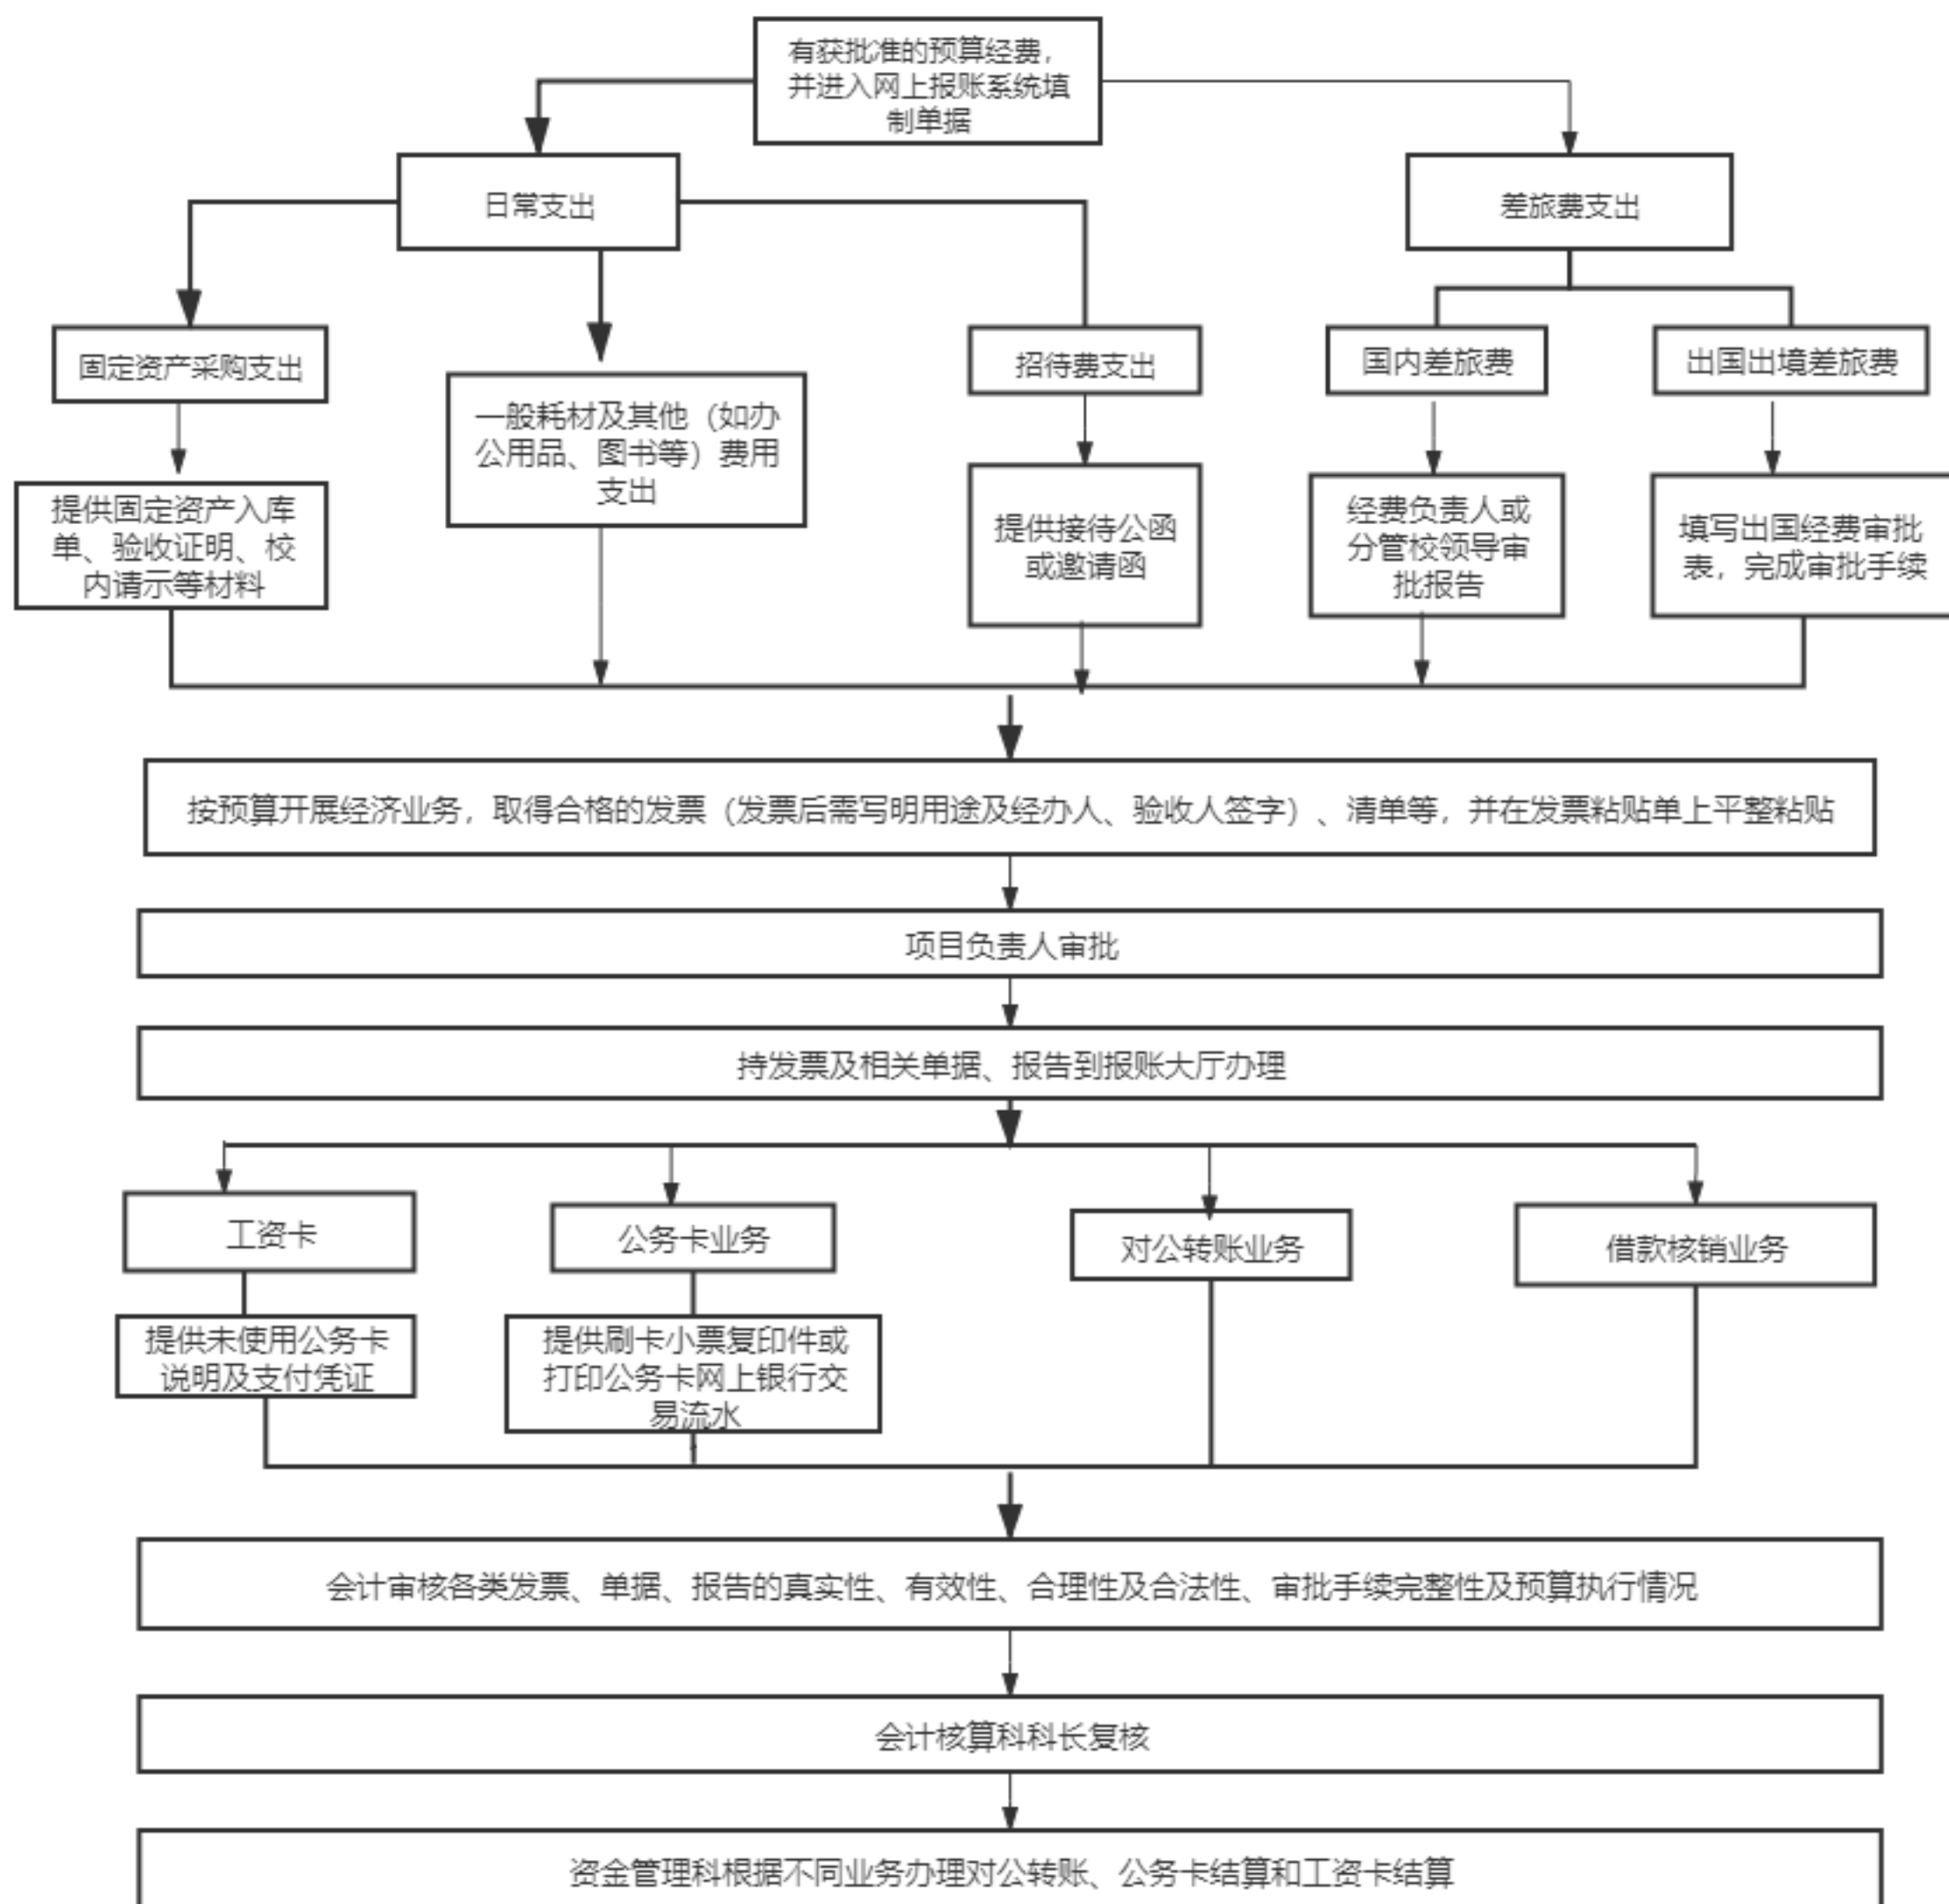 有获批准的预算经费，
并进入网上报账系统填
制单据
日常支出
差旅费支出
固定资产采购支出
一般耗材及其他（如办
公用品、图书等）费用
支出
招待费支出
国内差旅费
出国出境差旅费
提供固定资产入库
单、验收证明、校
内请示等材料
提供接待公函
或邀请函
经费负责人或
分管校领导审
批报告
填写出国经费审批
表，完成审批手续
按预算开展经济业务，取得合格的发票（发票后需写明用途及经办人、验收人签字）、清单等，并在发票粘贴单上平整粘贴
项目负责人审批
持发票及相关单据、报告到报账大厅办理
工资卡
公务卡业务
对公转账业务
借款核销业务
提供未使用公务卡
说明及支付凭证
提供刷卡小票复印件或
打印公务卡网上银行交
易流水
会计审核各类发票、单据、报告的真实性、有效性、合理性及合法性、审批手续完整性及预算执行情况
会计核算科科长复核
资金管理科根据不同业务办理对公转账、公务卡结算和工资卡结算